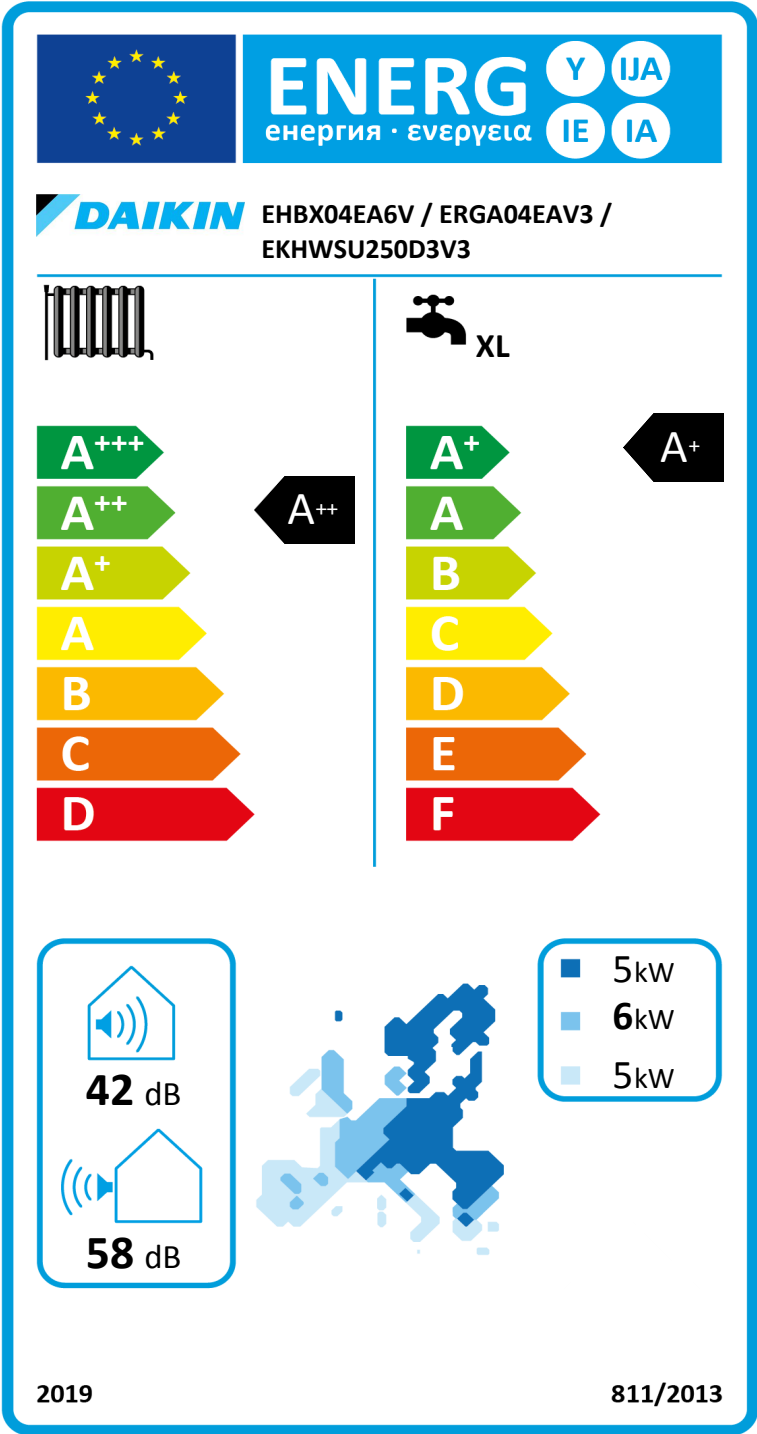 ENERG
енергия · ενεργεια
Y IJA
IE IA
DAIKIN
EHBX04EA6V / ERGA04EAV3 /
EKHWSU250D3V3
XL
A+++
A++
A+
A
B
C
D
A++
A+
A
B
C
D
E
F
A+
42 dB
58 dB
5kW
6kW
5kW
2019
811/2013